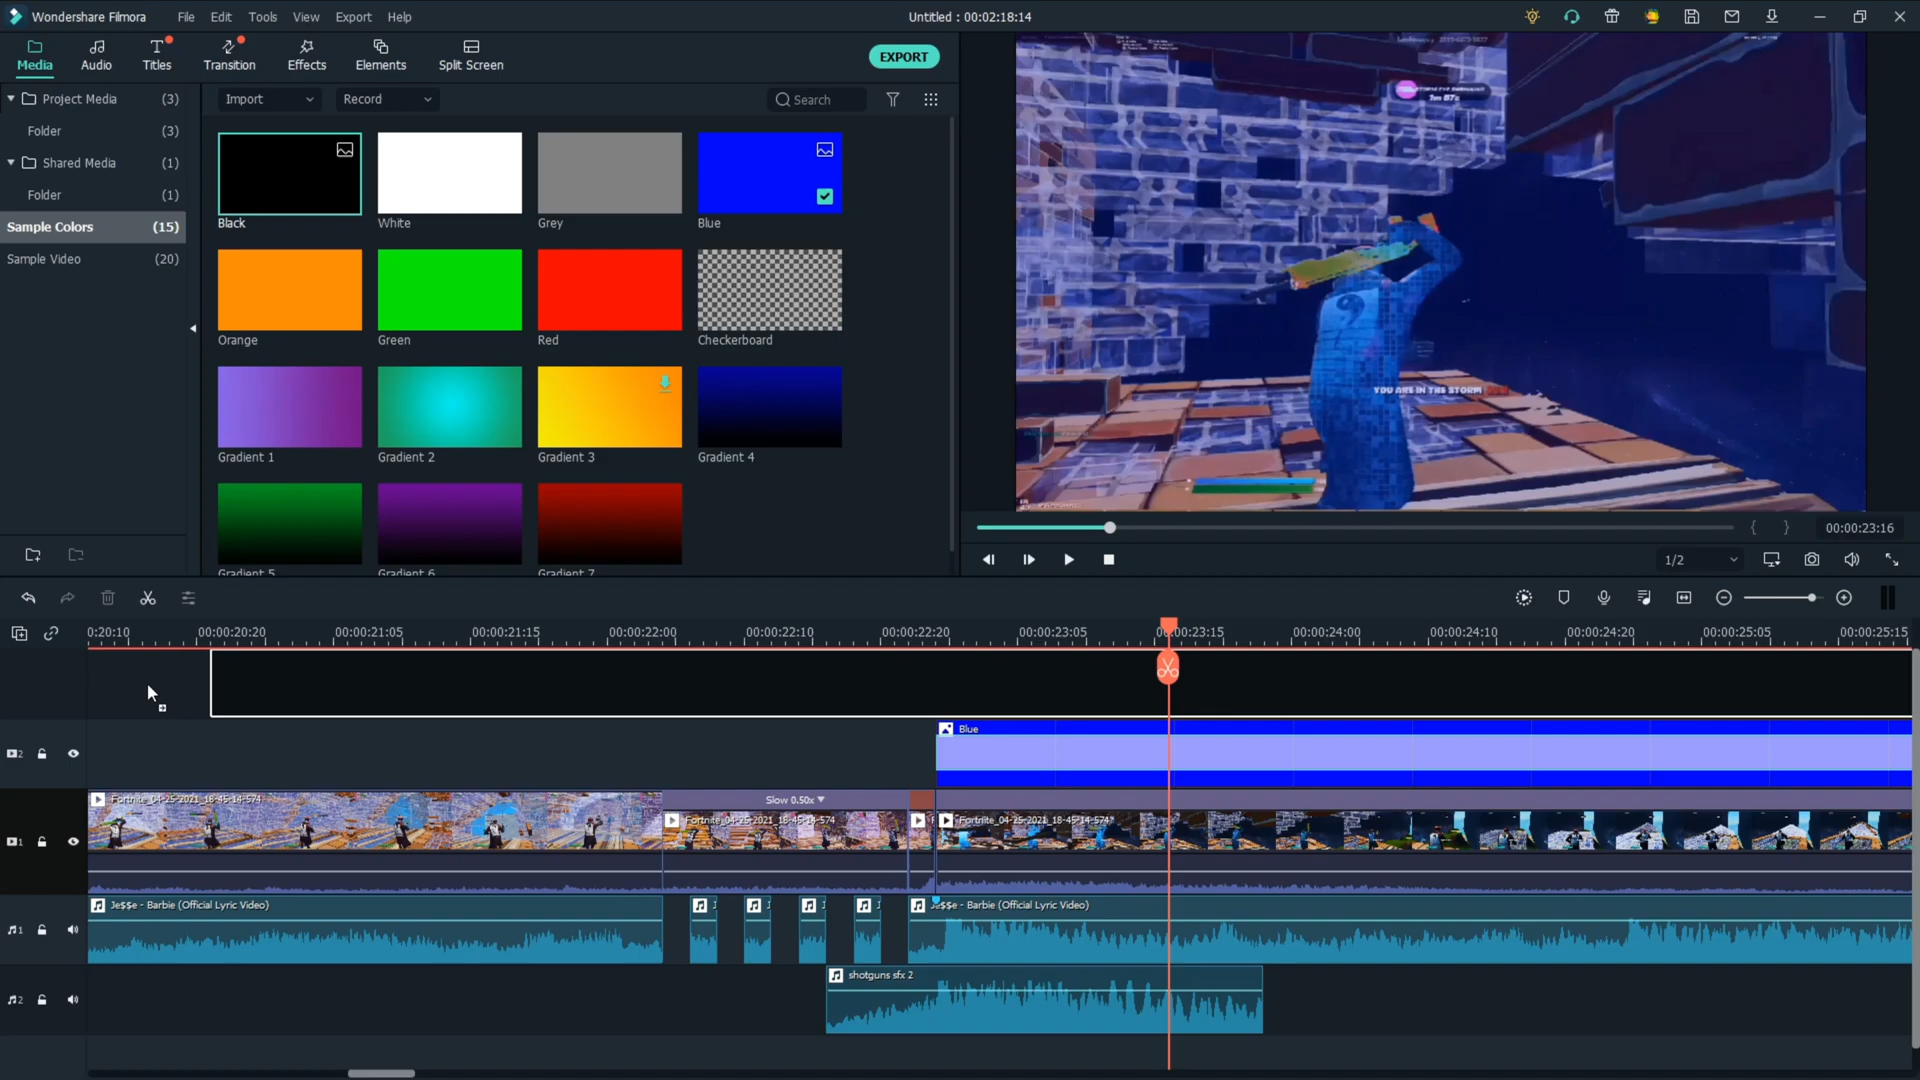 Wondershare Filmora File Edit Tools View Export Help Untitled : 00:02:18:14
Media Audio Titles Transition Effects Elements Split Screen EXPORT
Project Media (3)
Folder (3)
Shared Media (1)
Folder (1)
Sample Colors (15)
Sample Video (20)
Import Record Search
Black White Grey Blue
Orange Green Red Checkerboard
Gradient 1 Gradient 2 Gradient 3 Gradient 4
Gradient 5 Gradient 6 Gradient 7
1m 07s
YOU ARE IN THE STORM
00:00:23:16
1/2
0:20:10 00:00:20:20 00:00:21:05 00:00:21:15 00:00:22:00 00:00:22:10 00:00:22:20 00:00:23:05 00:00:23:15 00:00:24:00 00:00:24:10 00:00:24:20 00:00:25:05 00:00:25:15
2 Blue
Fortnite_04-25-2021_18-45-14-574
Slow 0.50x
Fortnite_04-25-2021_18-45-14-574
Fortnite_04-25-2021_18-45-14-574
1
Je$$e - Barbie (Official Lyric Video)
J J J J
Je$$e - Barbie (Official Lyric Video)
1
shotguns sfx 2
2